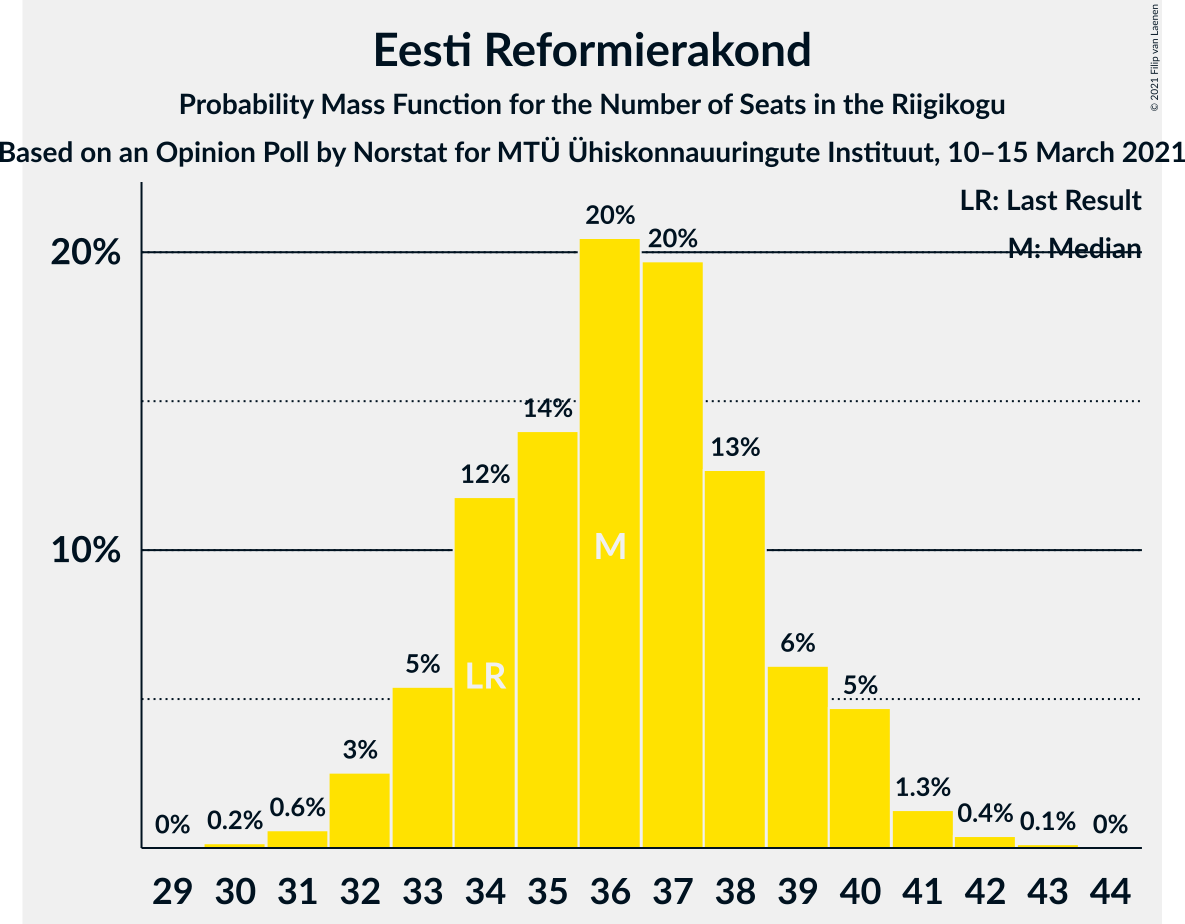 Eesti Reformierakond
Probability Mass Function for the Number of Seats in the Riigikogu
Based on an Opinion Poll by Norstat for MTÜ Ühiskonnauuringute Instituut, 10–15 March 2021
© 2021 Filip van Laenen
LR: Last Result
M: Median
20%
10%
0%
0.2%
0.6%
3%
5%
12%
14%
20%
20%
13%
6%
5%
1.3%
0.4%
0.1%
0%
LR
M
29 30 31 32 33 34 35 36 37 38 39 40 41 42 43 44